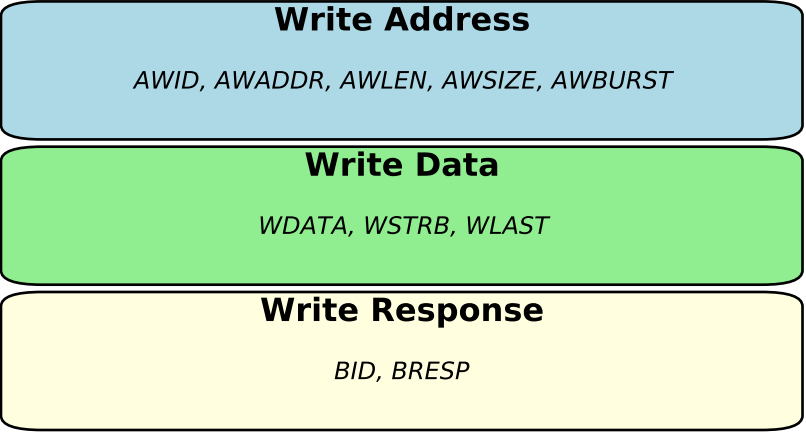 Write Address
AWID, AWADDR, AWLEN, AWSIZE, AWBURST
Write Data
WDATA, WSTRB, WLAST
Write Response
BID, BRESP